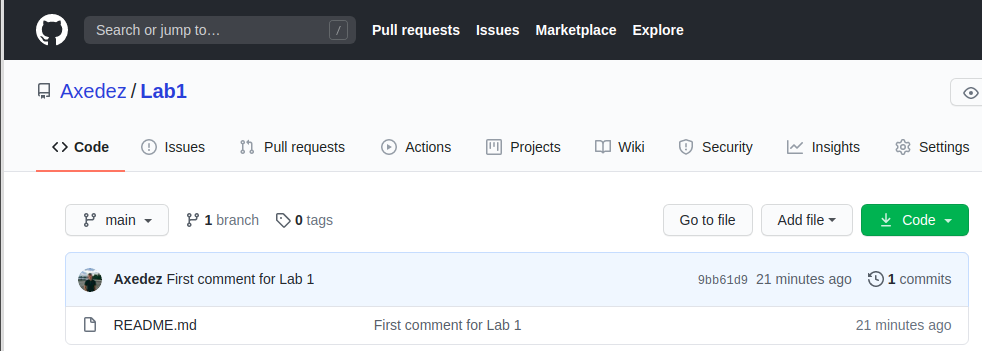 Search or jump to… / Pull requests Issues Marketplace Explore
Axedez / Lab1
Code Issues Pull requests Actions Projects Wiki Security Insights Settings
main 1 branch 0 tags Go to file Add file Code
Axedez First comment for Lab 1 9bb61d9 21 minutes ago 1 commits
README.md First comment for Lab 1 21 minutes ago